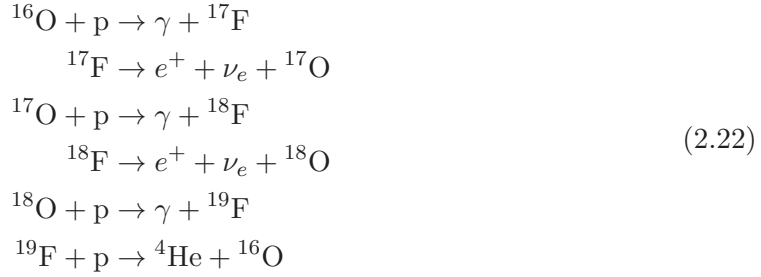 ¹⁶O + p → γ + ¹⁷F
¹⁷F → e⁺ + νₑ + ¹⁷O
¹⁷O + p → γ + ¹⁸F
(2.22)
¹⁸F → e⁺ + νₑ + ¹⁸O
¹⁸O + p → γ + ¹⁹F
¹⁹F + p → ⁴He + ¹⁶O